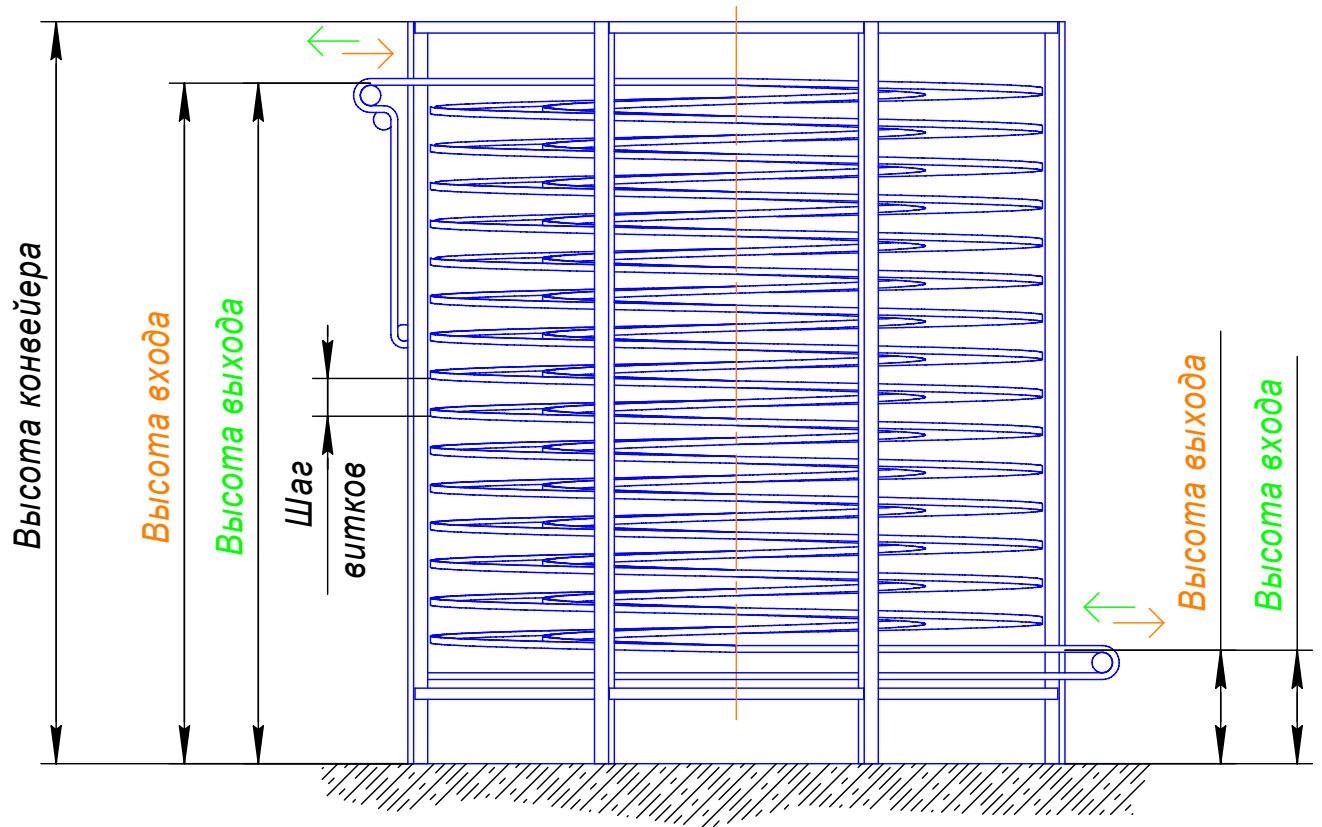 Высота конвейера
Высота входа
Высота выхода
Шаг
витков
Высота выхода
Высота входа